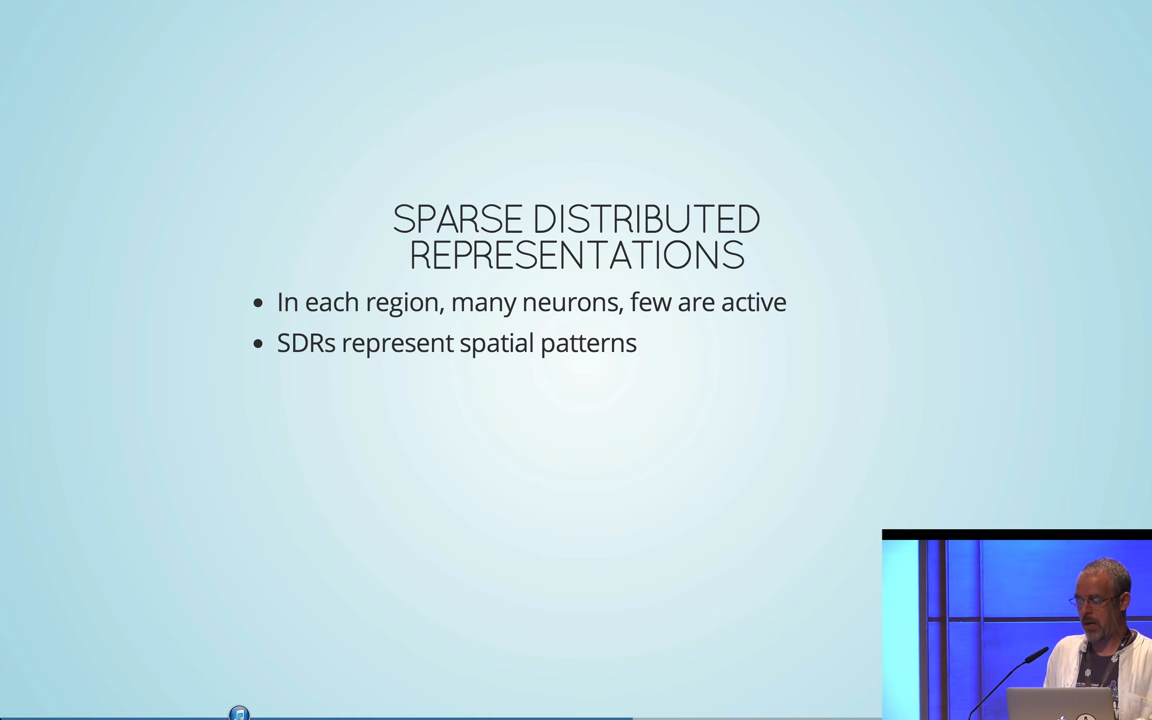 SPARSE DISTRIBUTED
REPRESENTATIONS
• In each region, many neurons, few are active
• SDRs represent spatial patterns